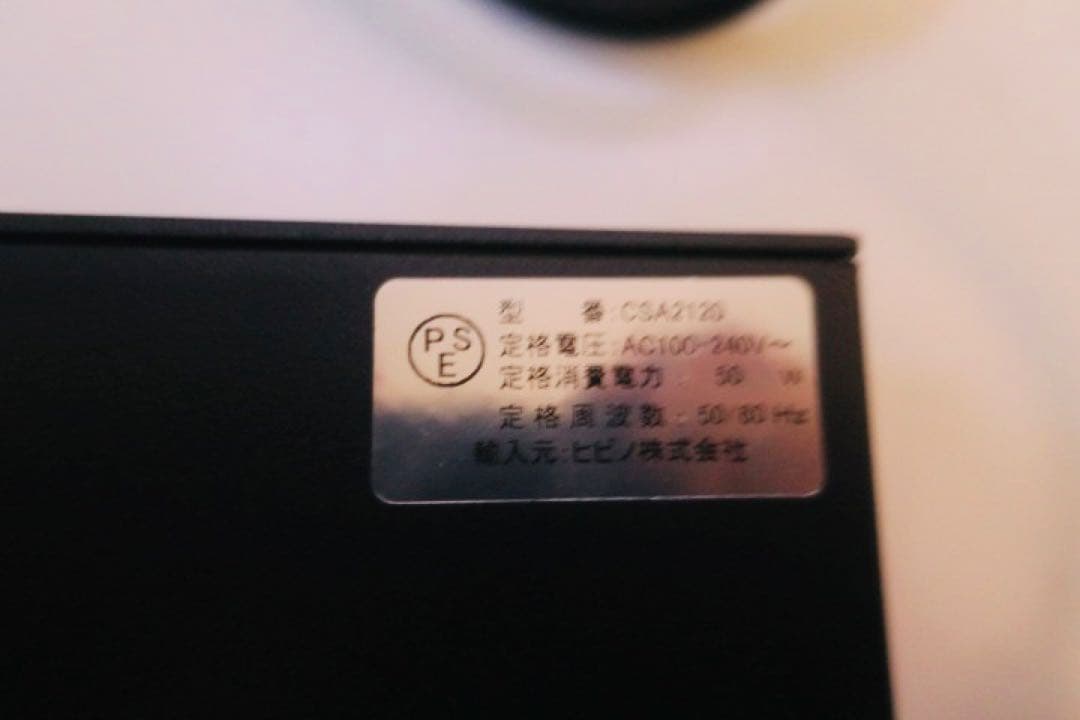 PSE
型 番:CSA2120
定格電圧:AC100-240V～
定格消費電力: 50 W
定格周波数:50/60 Hz
輸入元:ヒビノ株式会社